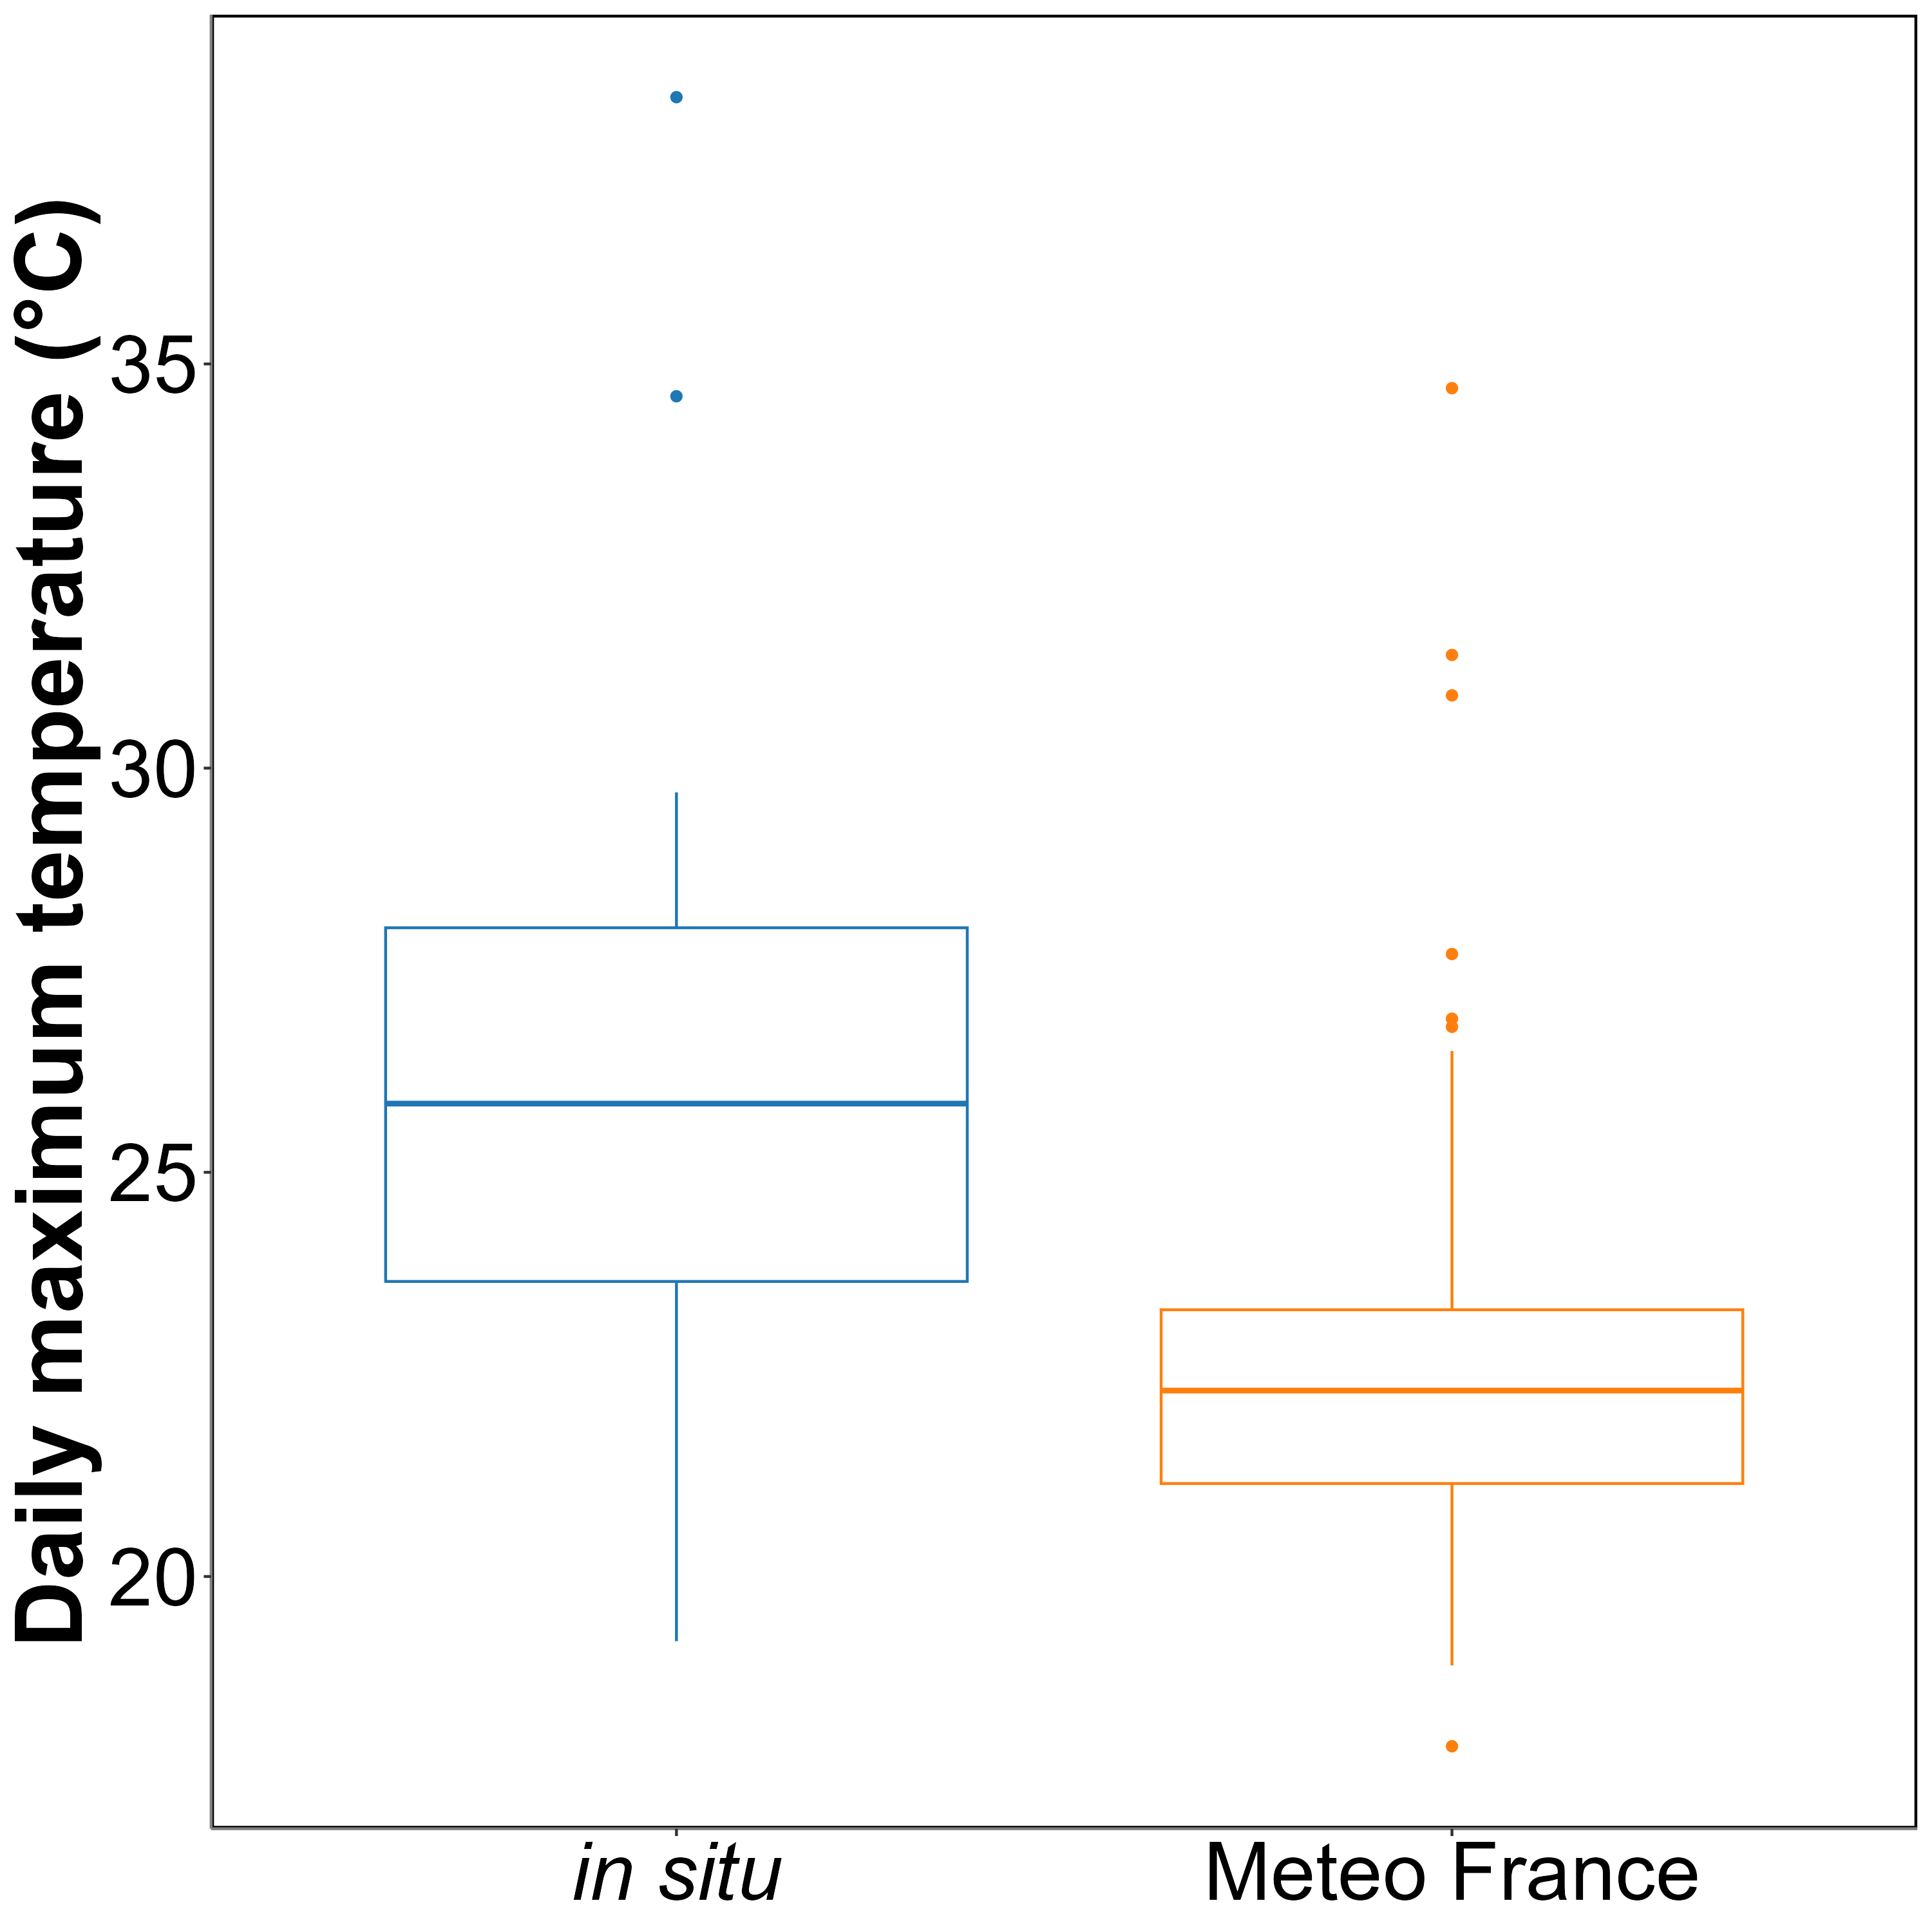 Daily maximum temperature (°C)
35
30
25
20
in situ
Meteo France